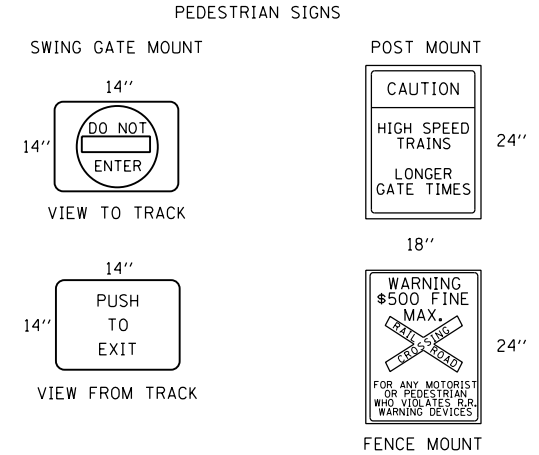 PEDESTRIAN SIGNS
SWING GATE MOUNT
14''
14''
DO NOT
ENTER
VIEW TO TRACK
14''
14''
PUSH
TO
EXIT
VIEW FROM TRACK
POST MOUNT
CAUTION
HIGH SPEED
TRAINS
LONGER
GATE TIMES
24''
18''
WARNING
$500 FINE
MAX.
RAIL ROAD
CROSSING
24''
FOR ANY MOTORIST
OR PEDESTRIAN
WHO VIOLATES R.R.
WARNING DEVICES
FENCE MOUNT